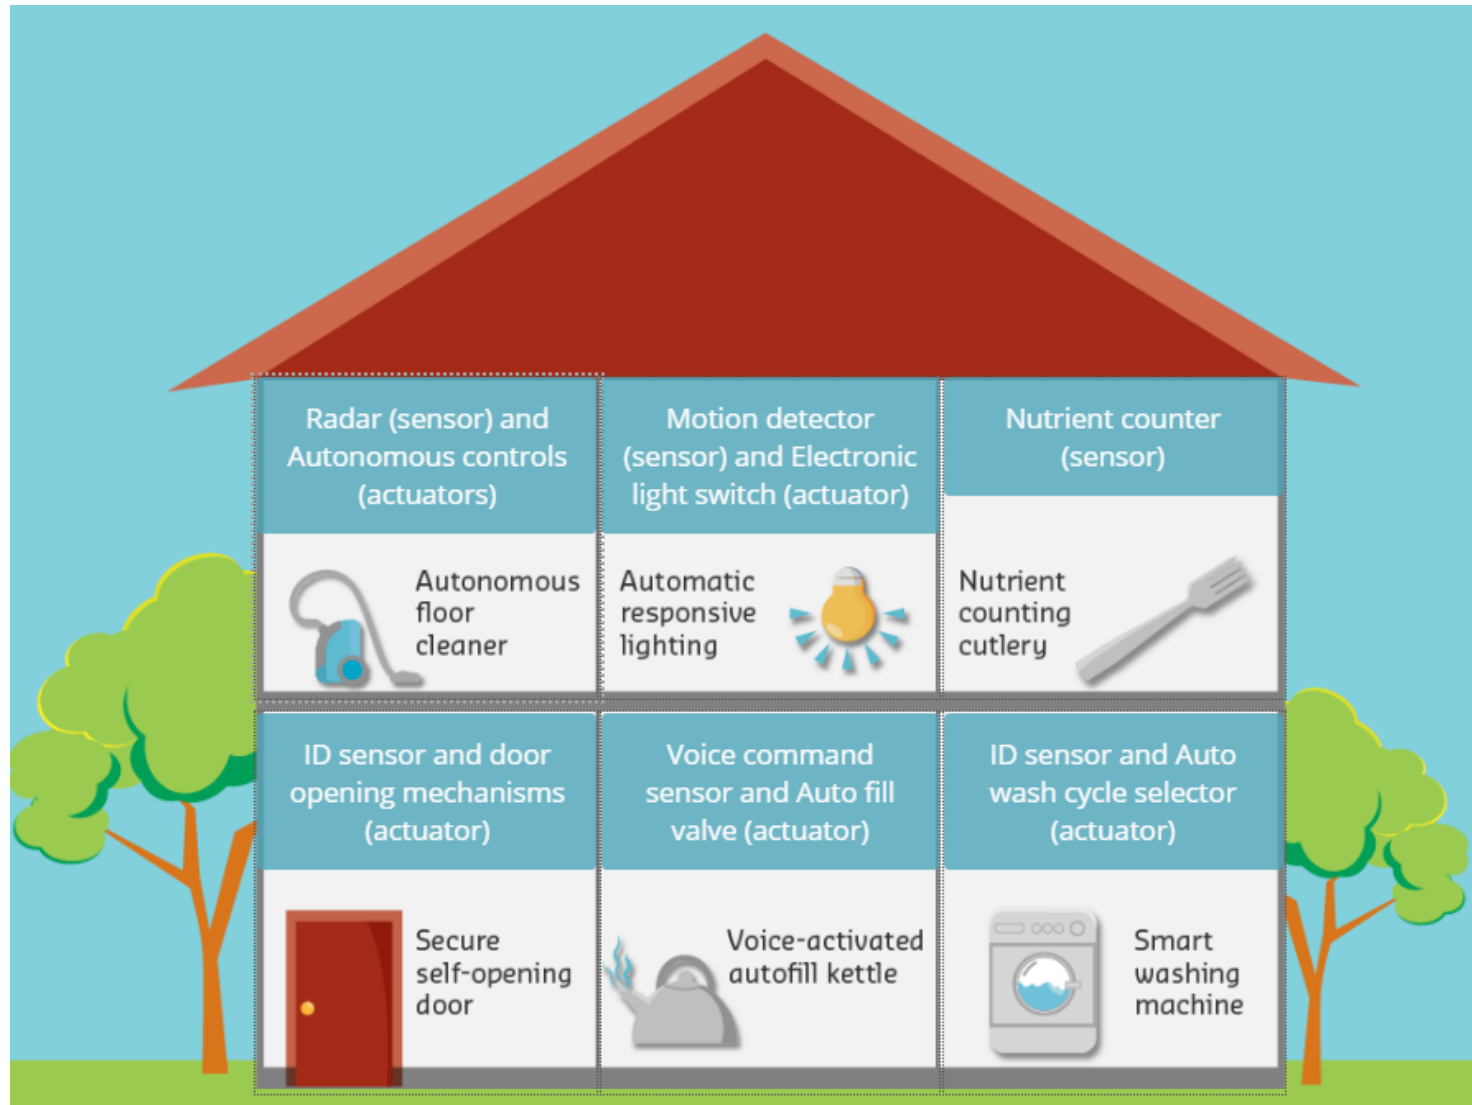 Radar (sensor) and
Autonomous controls
(actuators)
Autonomous
floor
cleaner
Motion detector
(sensor) and Electronic
light switch (actuator)
Automatic
responsive
lighting
Nutrient counter
(sensor)
Nutrient
counting
cutlery
ID sensor and door
opening mechanisms
(actuator)
Secure
self-opening
door
Voice command
sensor and Auto fill
valve (actuator)
Voice-activated
autofill kettle
ID sensor and Auto
wash cycle selector
(actuator)
Smart
washing
machine